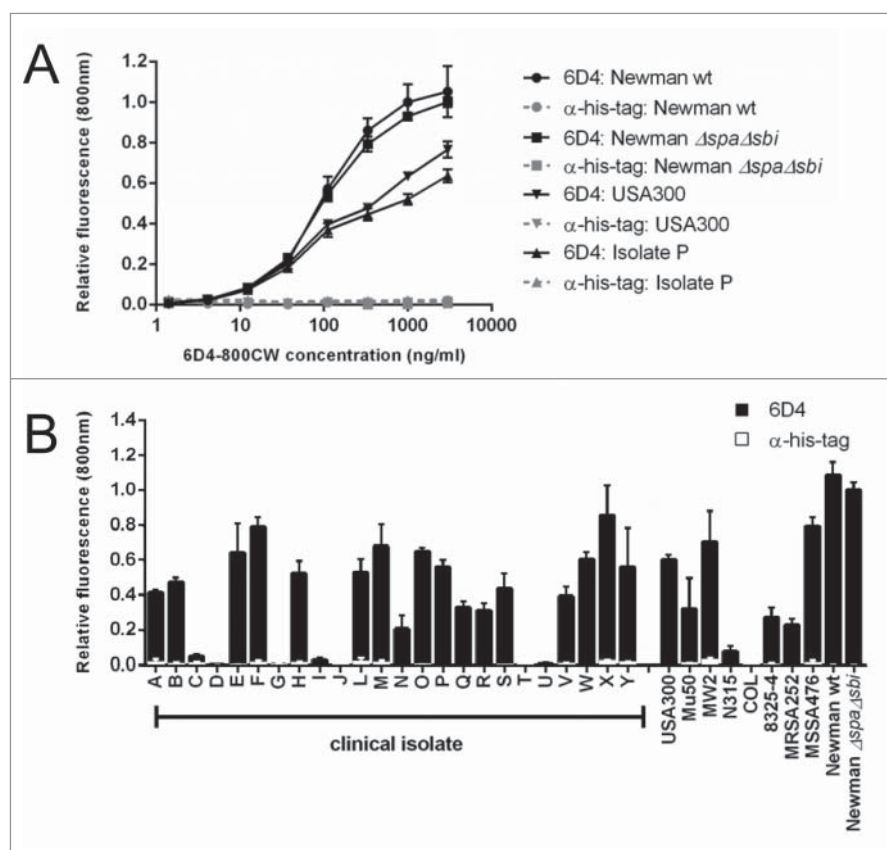 A
Relative fluorescence (800nm)
1.2
1.0
0.8
0.6
0.4
0.2
0.0
1
10
100
1000
10000
6D4-800CW concentration (ng/ml)
6D4: Newman wt
α-his-tag: Newman wt
6D4: Newman ΔspaΔsbi
α-his-tag: Newman ΔspaΔsbi
6D4: USA300
α-his-tag: USA300
6D4: Isolate P
α-his-tag: Isolate P
B
Relative fluorescence (800nm)
1.4
1.2
1.0
0.8
0.6
0.4
0.2
0.0
6D4
α-his-tag
A
B
C
D
E
F
G
H
I
J
L
M
N
O
P
Q
R
S
T
U
V
W
X
Y
USA300
Mu50
MW2
N315
COL
8325-4
MRSA252
MSSA476
Newman wt
Newman ΔspaΔsbi
clinical isolate